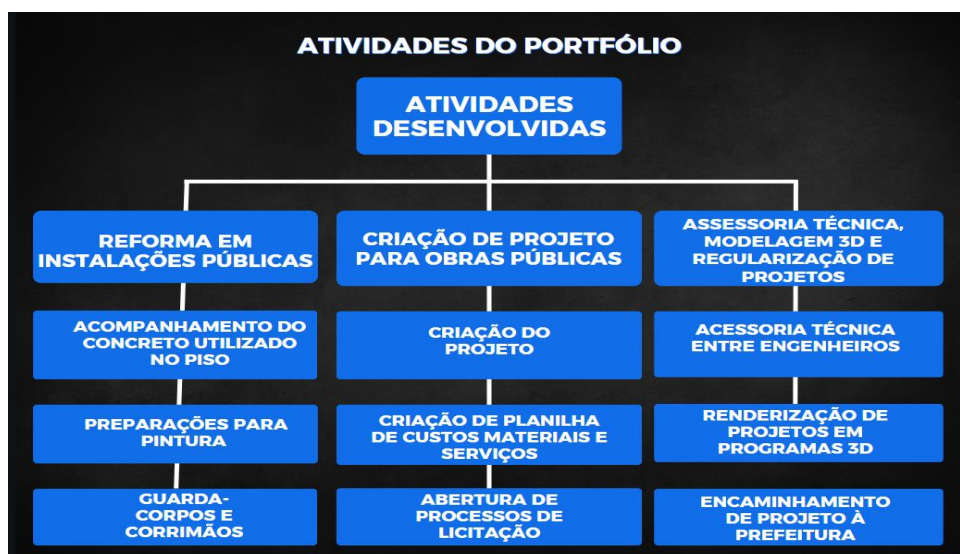 ATIVIDADES DO PORTFÓLIO
ATIVIDADES
DESENVOLVIDAS
REFORMA EM
INSTALAÇÕES PÚBLICAS
ACOMPANHAMENTO DO
CONCRETO UTILIZADO
NO PISO
PREPARAÇÕES PARA
PINTURA
GUARDA-
CORPOS E
CORRIMÃOS
CRIAÇÃO DE PROJETO
PARA OBRAS PÚBLICAS
CRIAÇÃO DO
PROJETO
CRIAÇÃO DE PLANILHA
DE CUSTOS MATERIAIS E
SERVIÇOS
ABERTURA DE
PROCESSOS DE
LICITAÇÃO
ASSESSORIA TÉCNICA,
MODELAGEM 3D E
REGULARIZAÇÃO DE
PROJETOS
ACESSORIA TÉCNICA
ENTRE ENGENHEIROS
RENDERIZAÇÃO DE
PROJETOS EM
PROGRAMAS 3D
ENCAMINHAMENTO
DE PROJETO À
PREFEITURA